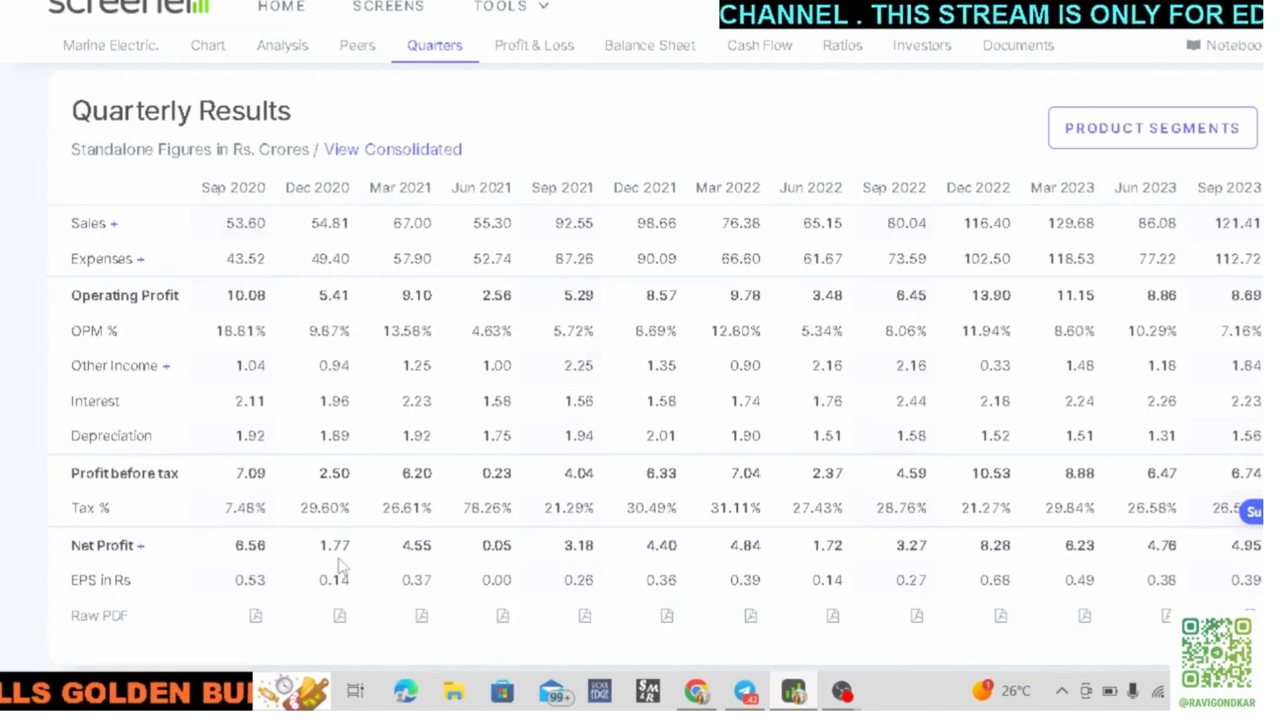 screener HOME SCREENS TOOLS
CHANNEL . THIS STREAM IS ONLY FOR ED
Marine Electric. Chart Analysis Peers Quarters Profit & Loss Balance Sheet Cash Flow Ratios Investors Documents Noteboo
Quarterly Results
PRODUCT SEGMENTS
Standalone Figures in Rs. Crores / View Consolidated
Sep 2020 Dec 2020 Mar 2021 Jun 2021 Sep 2021 Dec 2021 Mar 2022 Jun 2022 Sep 2022 Dec 2022 Mar 2023 Jun 2023 Sep 2023
Sales + 53.60 54.81 67.00 55.30 92.55 98.66 76.38 65.15 80.04 116.40 129.68 86.08 121.41
Expenses + 43.52 49.40 57.90 52.74 87.26 90.09 66.60 61.67 73.59 102.50 118.53 77.22 112.72
Operating Profit 10.08 5.41 9.10 2.56 5.29 8.57 9.78 3.48 6.45 13.90 11.15 8.86 8.69
OPM % 18.81% 9.87% 13.58% 4.63% 5.72% 8.69% 12.80% 5.34% 8.06% 11.94% 8.60% 10.29% 7.16%
Other Income + 1.04 0.94 1.25 1.00 2.25 1.35 0.90 2.16 2.16 0.33 1.48 1.18 1.84
Interest 2.11 1.96 2.23 1.58 1.56 1.58 1.74 1.76 2.44 2.18 2.24 2.26 2.23
Depreciation 1.92 1.89 1.92 1.75 1.94 2.01 1.90 1.51 1.58 1.52 1.51 1.31 1.56
Profit before tax 7.09 2.50 6.20 0.23 4.04 6.33 7.04 2.37 4.59 10.53 8.88 6.47 6.74
Tax % 7.48% 29.60% 26.61% 78.26% 21.29% 30.49% 31.11% 27.43% 28.76% 21.27% 29.84% 26.58% 26.5
Su
Net Profit + 6.56 1.77 4.55 0.05 3.18 4.40 4.84 1.72 3.27 8.28 6.23 4.76 4.95
EPS in Rs 0.53 0.14 0.37 0.00 0.26 0.36 0.39 0.14 0.27 0.68 0.49 0.38 0.39
Raw PDF
LLS GOLDEN BU
99+
26°C
@RAVIGONDKAR